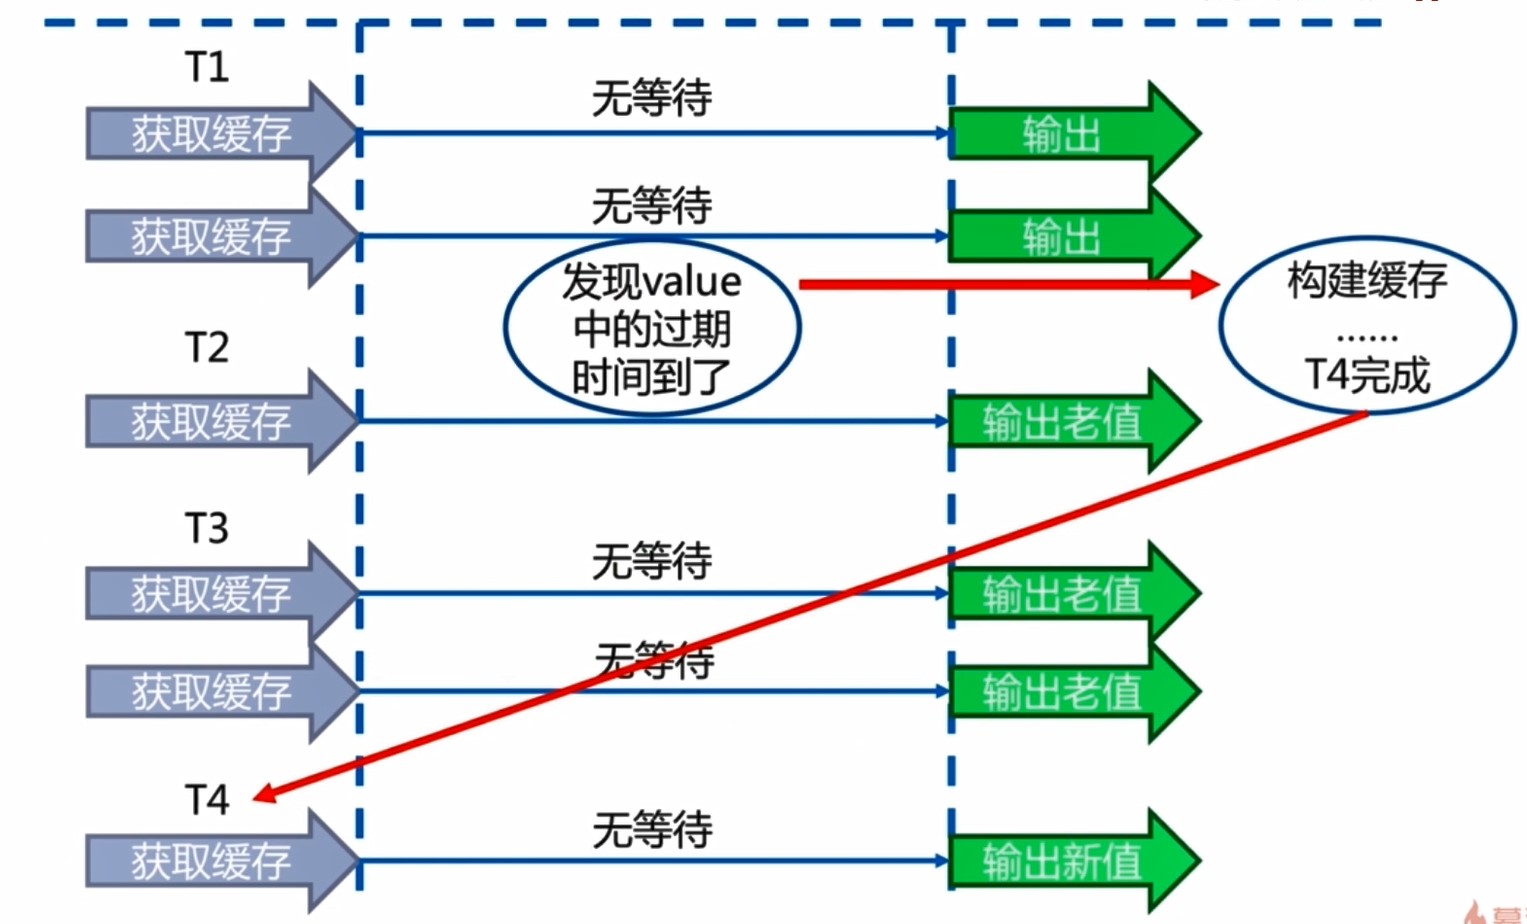 T1
获取缓存
无等待
输出
获取缓存
无等待
输出
发现value
中的过期
时间到了
构建缓存
......
T4完成
T2
获取缓存
输出老值
T3
获取缓存
无等待
输出老值
获取缓存
无等待
输出老值
T4
获取缓存
无等待
输出新值